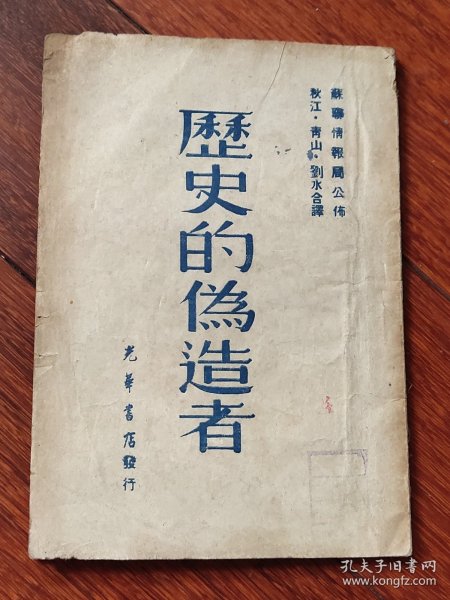 蘇聯情報局公佈
秋江·青山·劉水合譯
歷史的偽造者
光華書店發行
孔夫子旧书网
www.kongfz.com